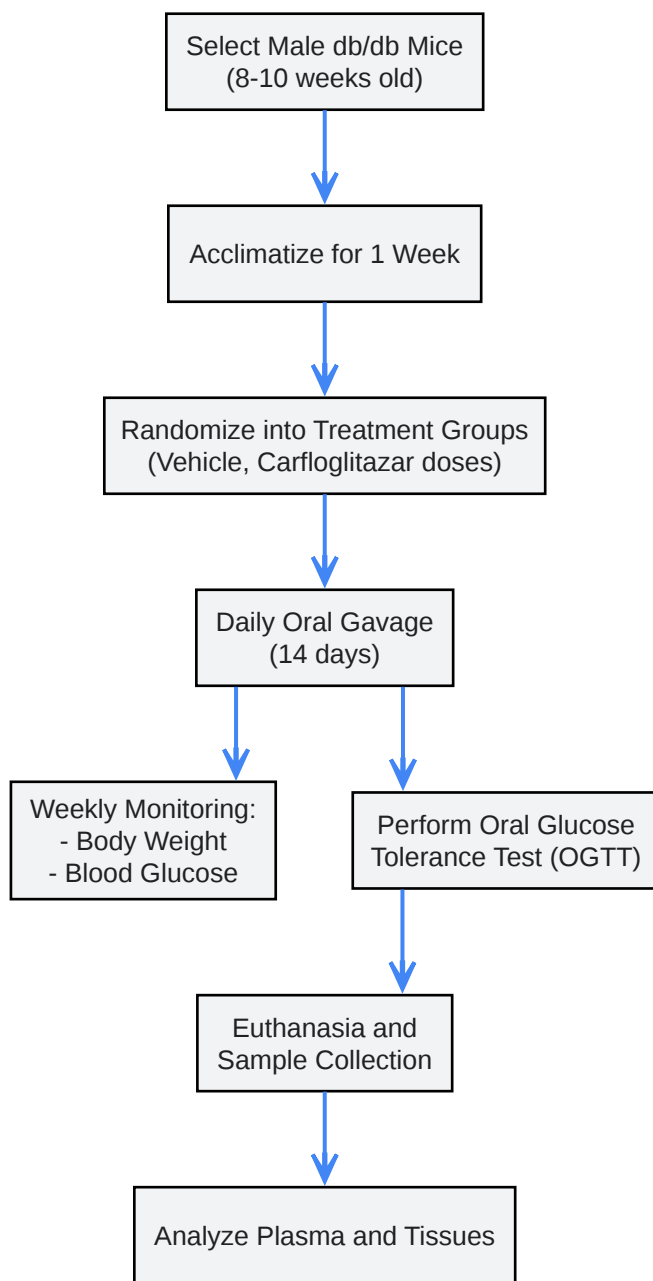 Select Male db/db Mice
(8-10 weeks old)
Acclimatize for 1 Week
Randomize into Treatment Groups
(Vehicle, Carfloglitazar doses)
Daily Oral Gavage
(14 days)
Weekly Monitoring:
- Body Weight
- Blood Glucose
Perform Oral Glucose
Tolerance Test (OGTT)
Euthanasia and
Sample Collection
Analyze Plasma and Tissues